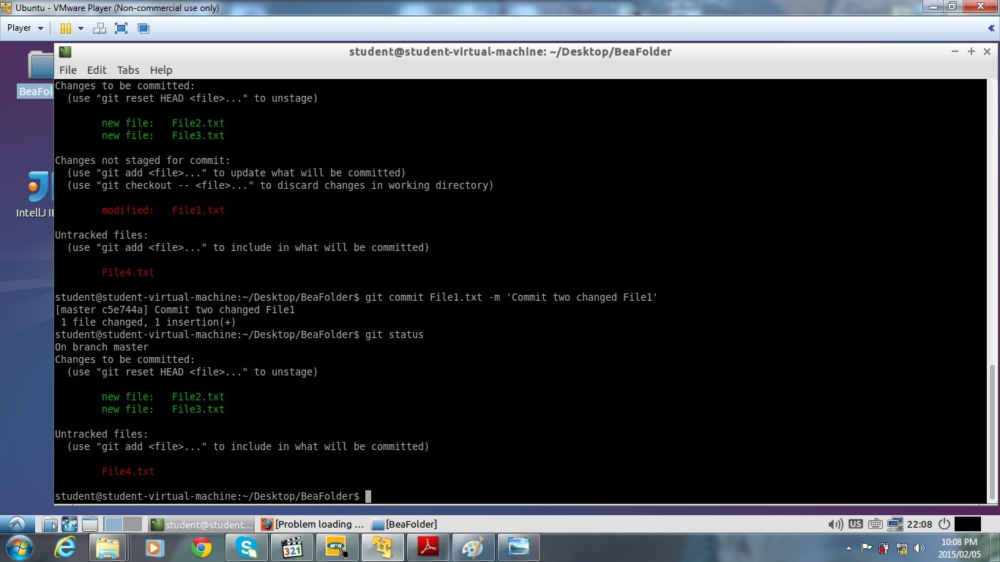 Ubuntu - VMware Player (Non-commercial use only)
Player
student@student-virtual-machine: ~/Desktop/BeaFolder
File Edit Tabs Help
BeaFol
IntelliJ I
Changes to be committed:
  (use "git reset HEAD <file>..." to unstage)
        new file:   File2.txt
        new file:   File3.txt
Changes not staged for commit:
  (use "git add <file>..." to update what will be committed)
  (use "git checkout -- <file>..." to discard changes in working directory)
        modified:   File1.txt
Untracked files:
  (use "git add <file>..." to include in what will be committed)
        File4.txt
student@student-virtual-machine:~/Desktop/BeaFolder$ git commit File1.txt -m 'Commit two changed File1'
[master c5e744a] Commit two changed File1
 1 file changed, 1 insertion(+)
student@student-virtual-machine:~/Desktop/BeaFolder$ git status
On branch master
Changes to be committed:
  (use "git reset HEAD <file>..." to unstage)
        new file:   File2.txt
        new file:   File3.txt
Untracked files:
  (use "git add <file>..." to include in what will be committed)
        File4.txt
student@student-virtual-machine:~/Desktop/BeaFolder$
student@student... [Problem loading ... [BeaFolder] US 22:08
321 MTN
10:08 PM
2015/02/05